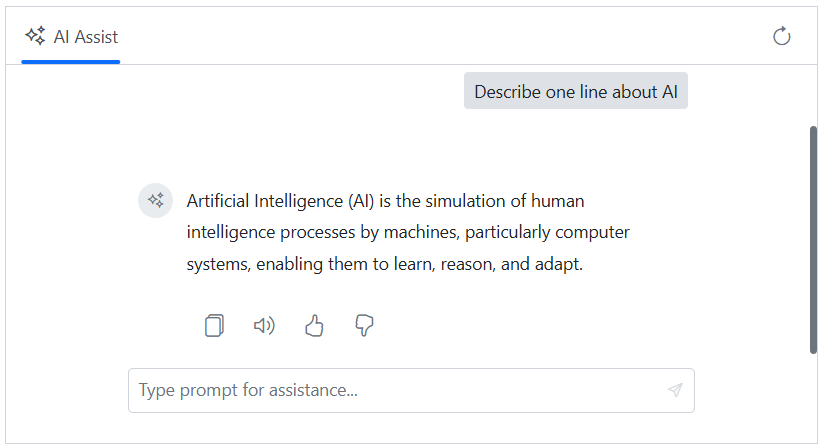 AI Assist
Describe one line about AI
Artificial Intelligence (AI) is the simulation of human
intelligence processes by machines, particularly computer
systems, enabling them to learn, reason, and adapt.
Type prompt for assistance...